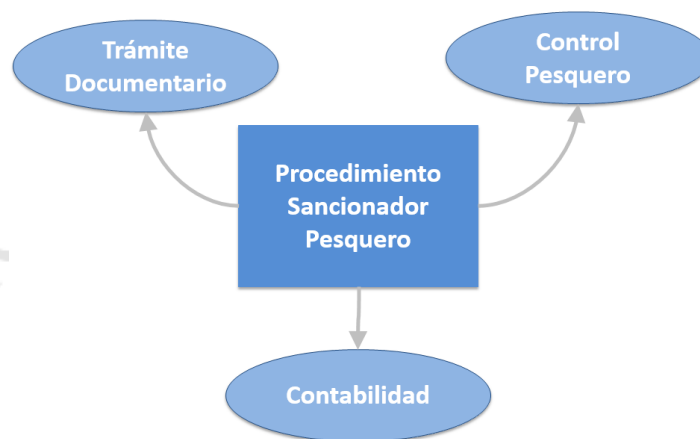 Trámite
Documentario
Control
Pesquero
Procedimiento
Sancionador
Pesquero
Contabilidad